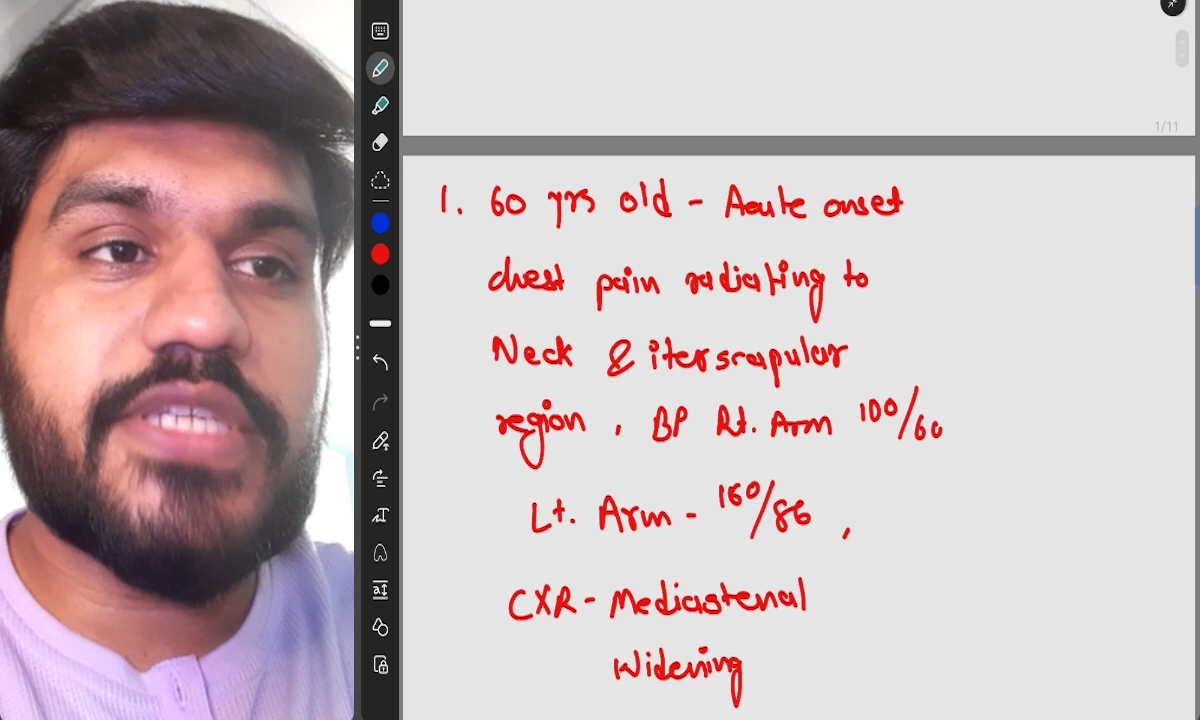 1/11
1. 60 yrs old - Acute onset
chest pain radiating to
Neck & iterscapular
region, BP Rt. Arm 100/60
Lt. Arm - 160/86,
CXR - Mediastenal
Widening